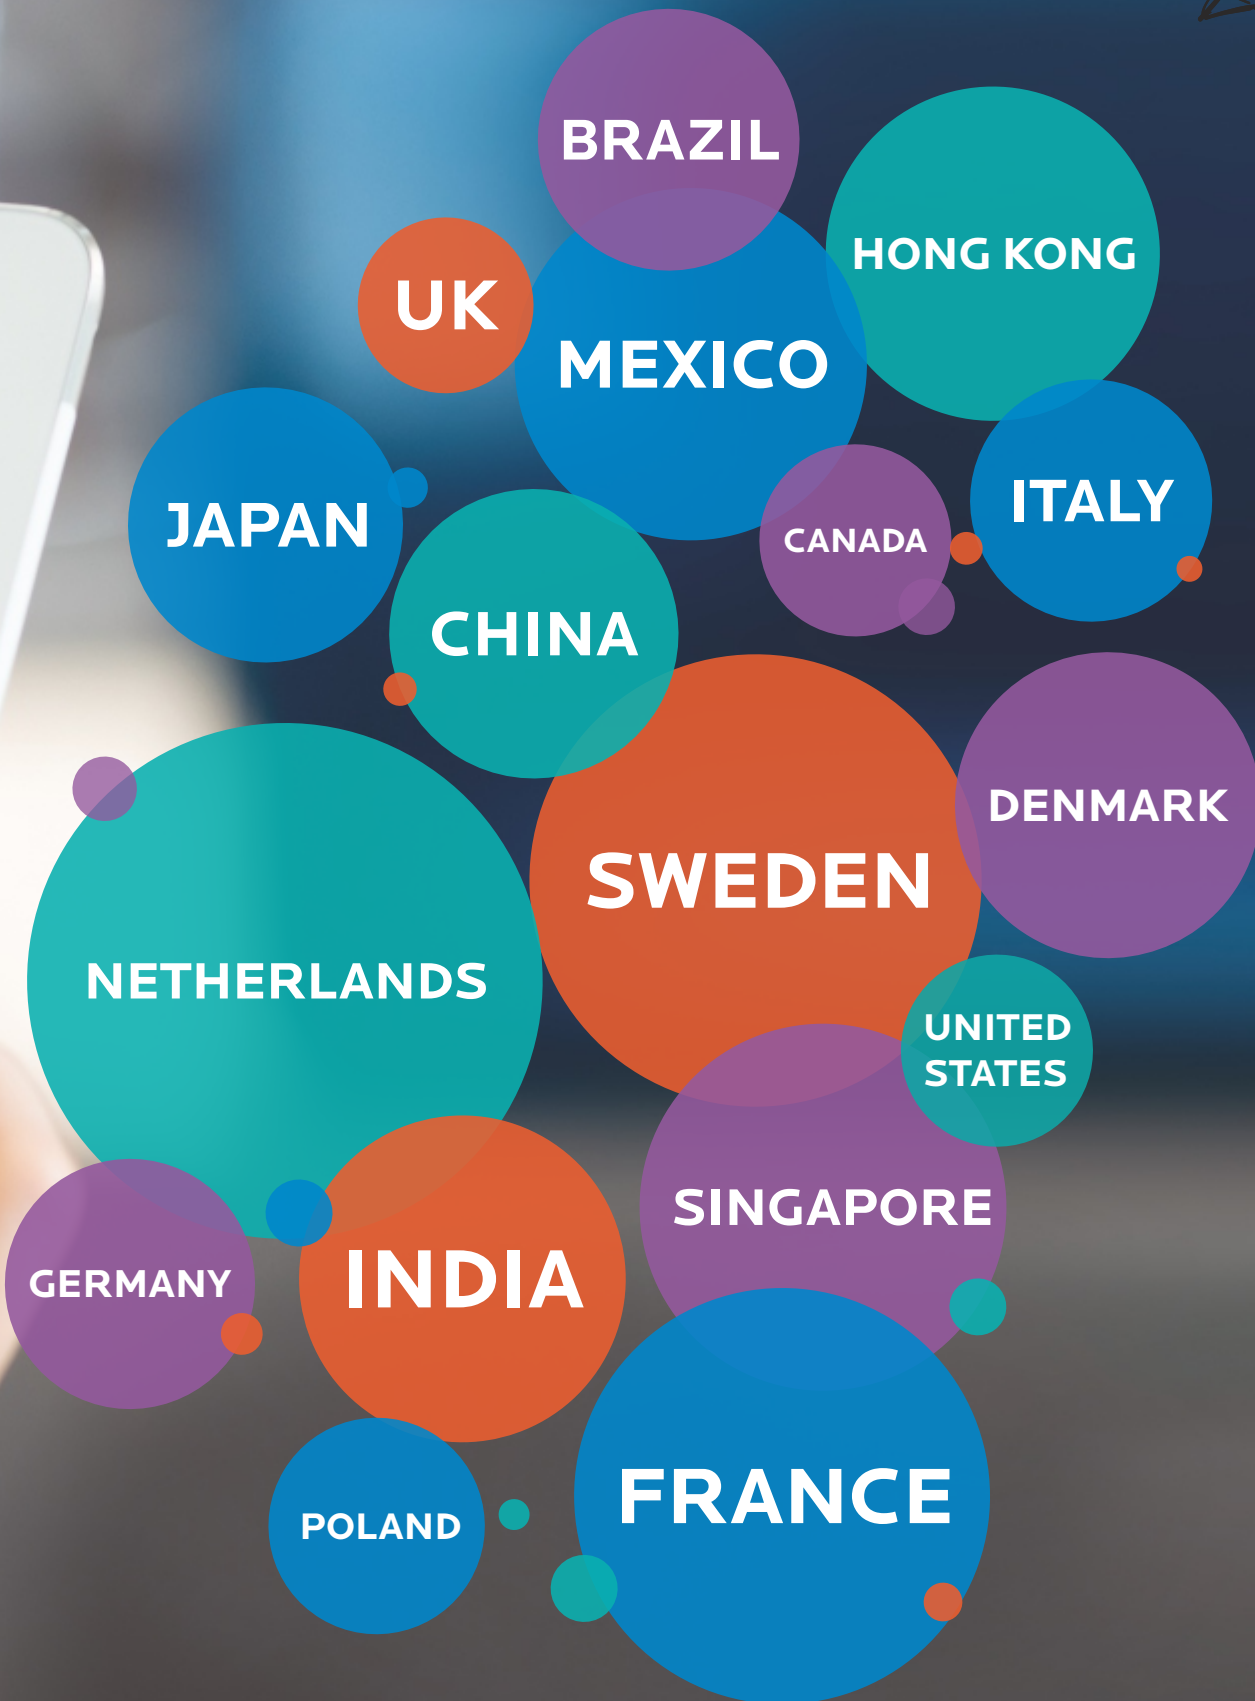 BRAZIL
HONG KONG
UK
MEXICO
ITALY
JAPAN
CANADA
CHINA
DENMARK
SWEDEN
NETHERLANDS
UNITED
STATES
SINGAPORE
GERMANY
INDIA
FRANCE
POLAND